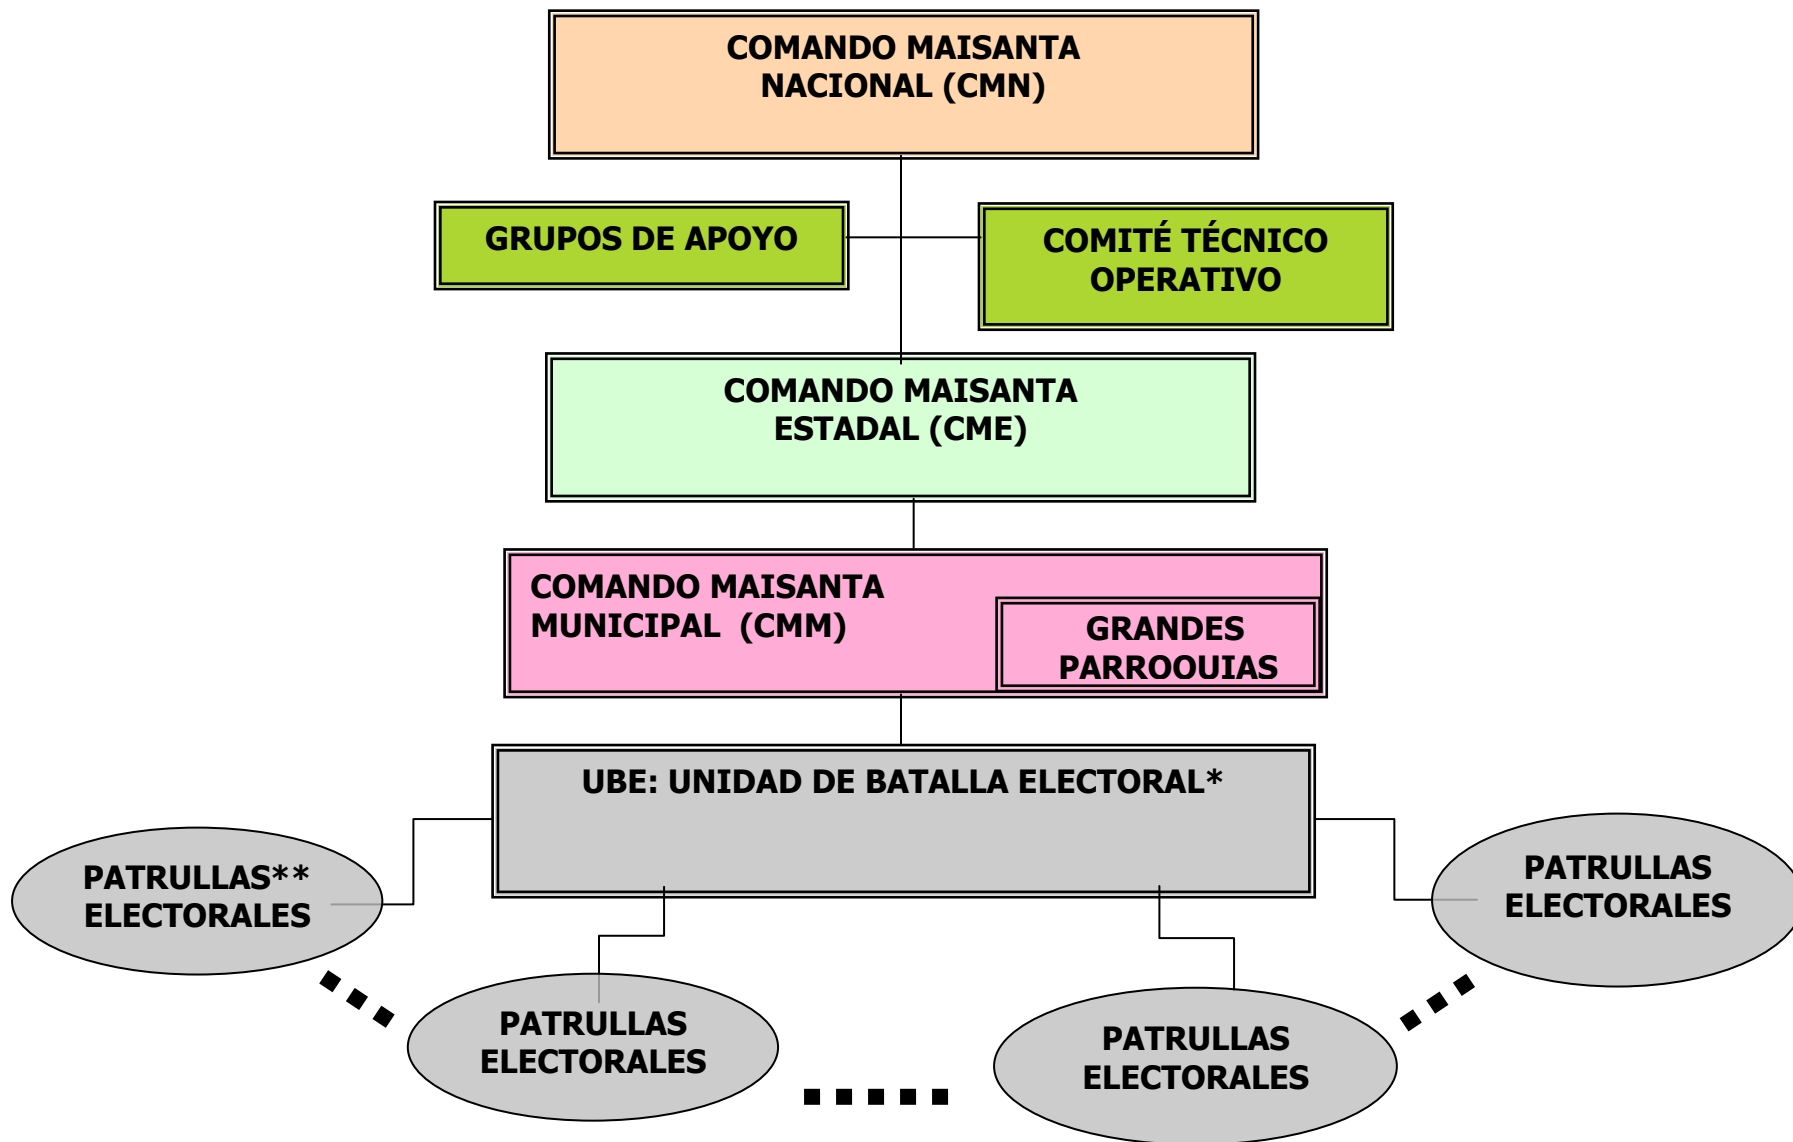 COMANDO MAISANTA
NACIONAL (CMN)
GRUPOS DE APOYO
COMITÉ TÉCNICO
OPERATIVO
COMANDO MAISANTA
ESTADAL (CME)
COMANDO MAISANTA
MUNICIPAL (CMM)
GRANDES
PARROOUIAS
UBE: UNIDAD DE BATALLA ELECTORAL*
PATRULLAS**
ELECTORALES
PATRULLAS
ELECTORALES
PATRULLAS
ELECTORALES
PATRULLAS
ELECTORALES